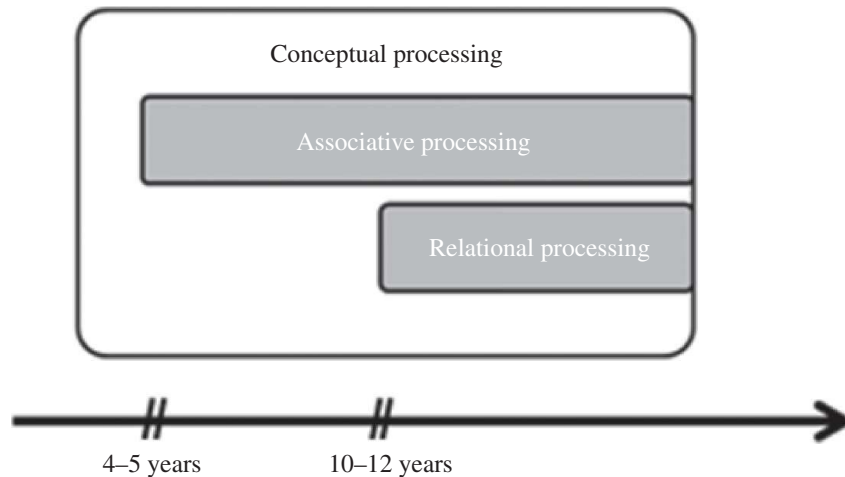 Conceptual processing
Associative processing
Relational processing
4–5 years
10–12 years